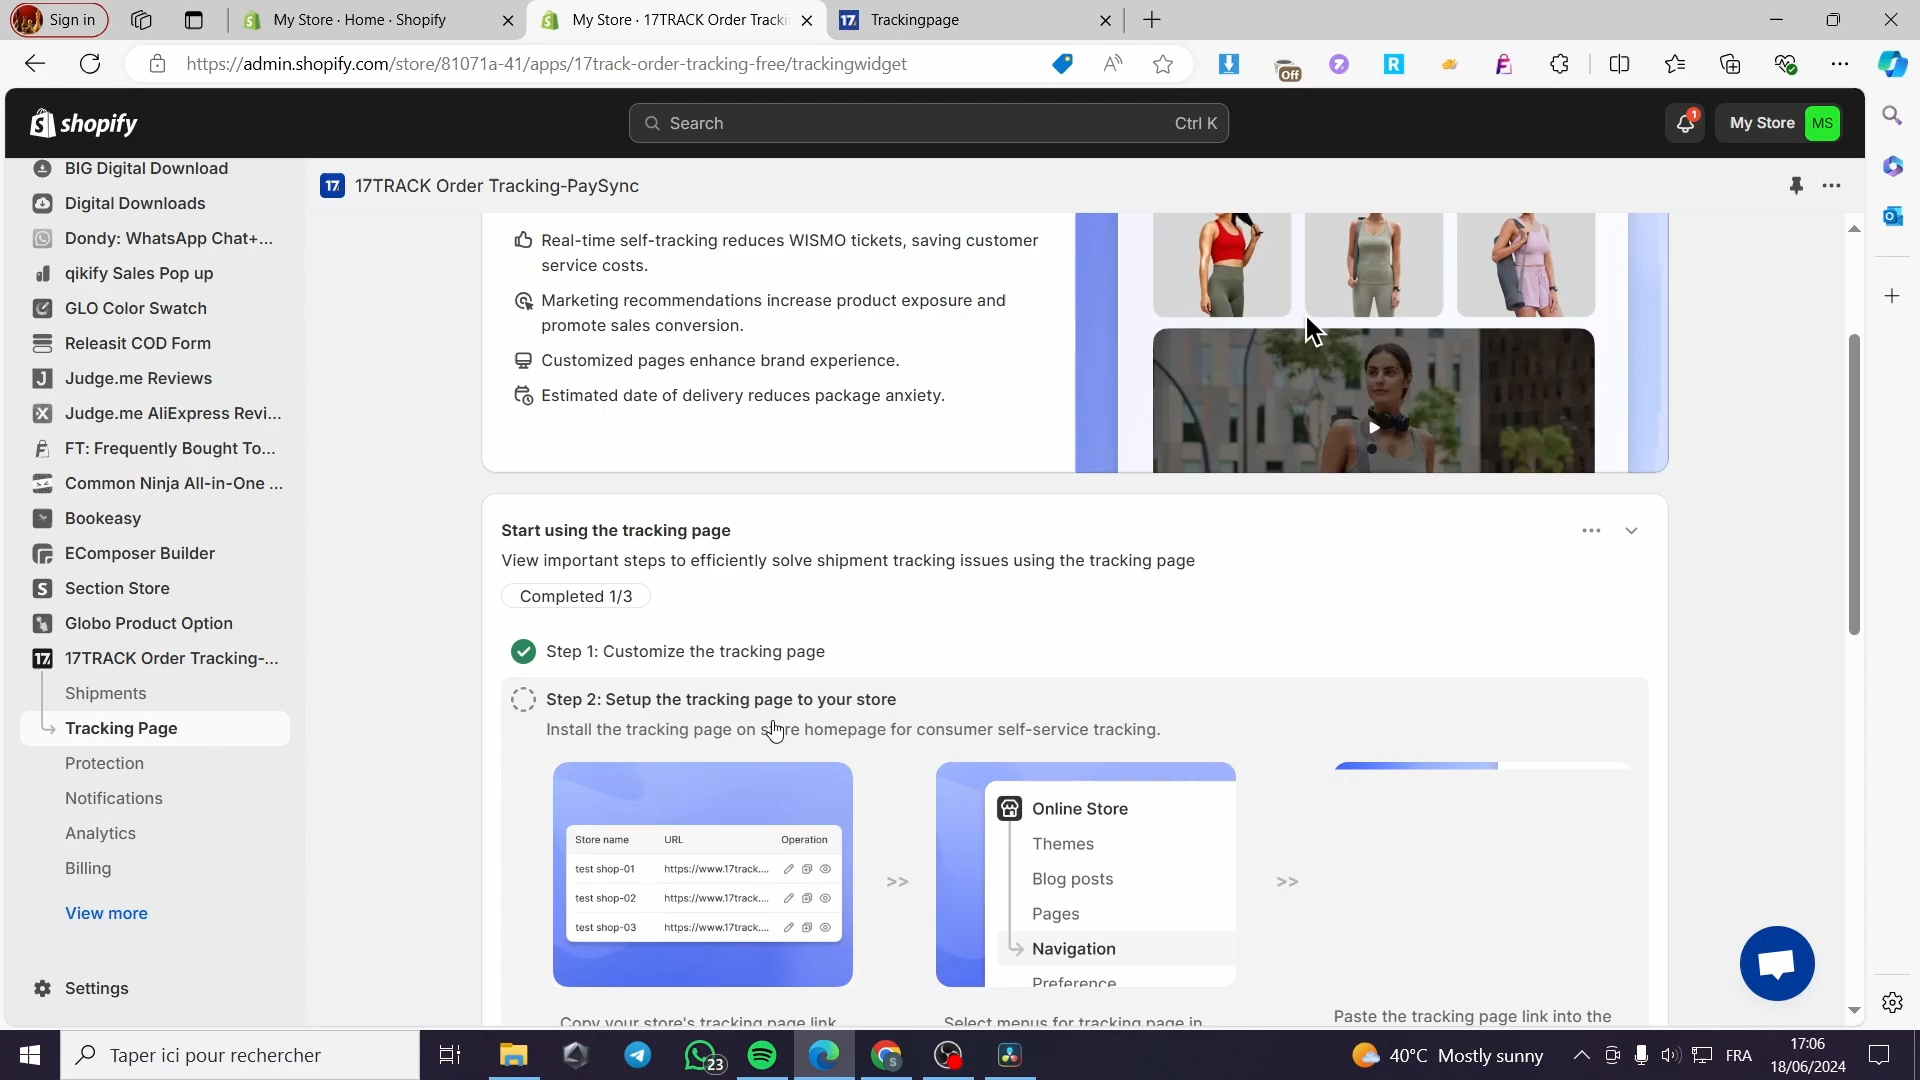 Sign in
My Store · Home · Shopify
My Store · 17TRACK Order Tracki
17
Trackingpage
https://admin.shopify.com/store/81071a-41/apps/17track-order-tracking-free/trackingwidget
Off
shopify
Search
Ctrl K
1
My Store
MS
BIG Digital Download
Digital Downloads
Dondy: WhatsApp Chat+...
qikify Sales Pop up
GLO Color Swatch
Releasit COD Form
Judge.me Reviews
Judge.me AliExpress Revi...
FT: Frequently Bought To...
Common Ninja All-in-One ...
Bookeasy
EComposer Builder
Section Store
Globo Product Option
17TRACK Order Tracking-...
Shipments
Tracking Page
Protection
Notifications
Analytics
Billing
View more
Settings
17
17TRACK Order Tracking-PaySync
Real-time self-tracking reduces WISMO tickets, saving customer
service costs.
Marketing recommendations increase product exposure and
promote sales conversion.
Customized pages enhance brand experience.
Estimated date of delivery reduces package anxiety.
Start using the tracking page
View important steps to efficiently solve shipment tracking issues using the tracking page
Completed 1/3
Step 1: Customize the tracking page
Step 2: Setup the tracking page to your store
Install the tracking page on store homepage for consumer self-service tracking.
Store name URL Operation
test shop-01 https://www.17track....
test shop-02 https://www.17track....
test shop-03 https://www.17track....
>>
Online Store
Themes
Blog posts
Pages
Navigation
Preference
>>
Copy your store's tracking page link
Select menus for tracking page in
Paste the tracking page link into the
Taper ici pour rechercher
23
40°C Mostly sunny
FRA
17:06
18/06/2024